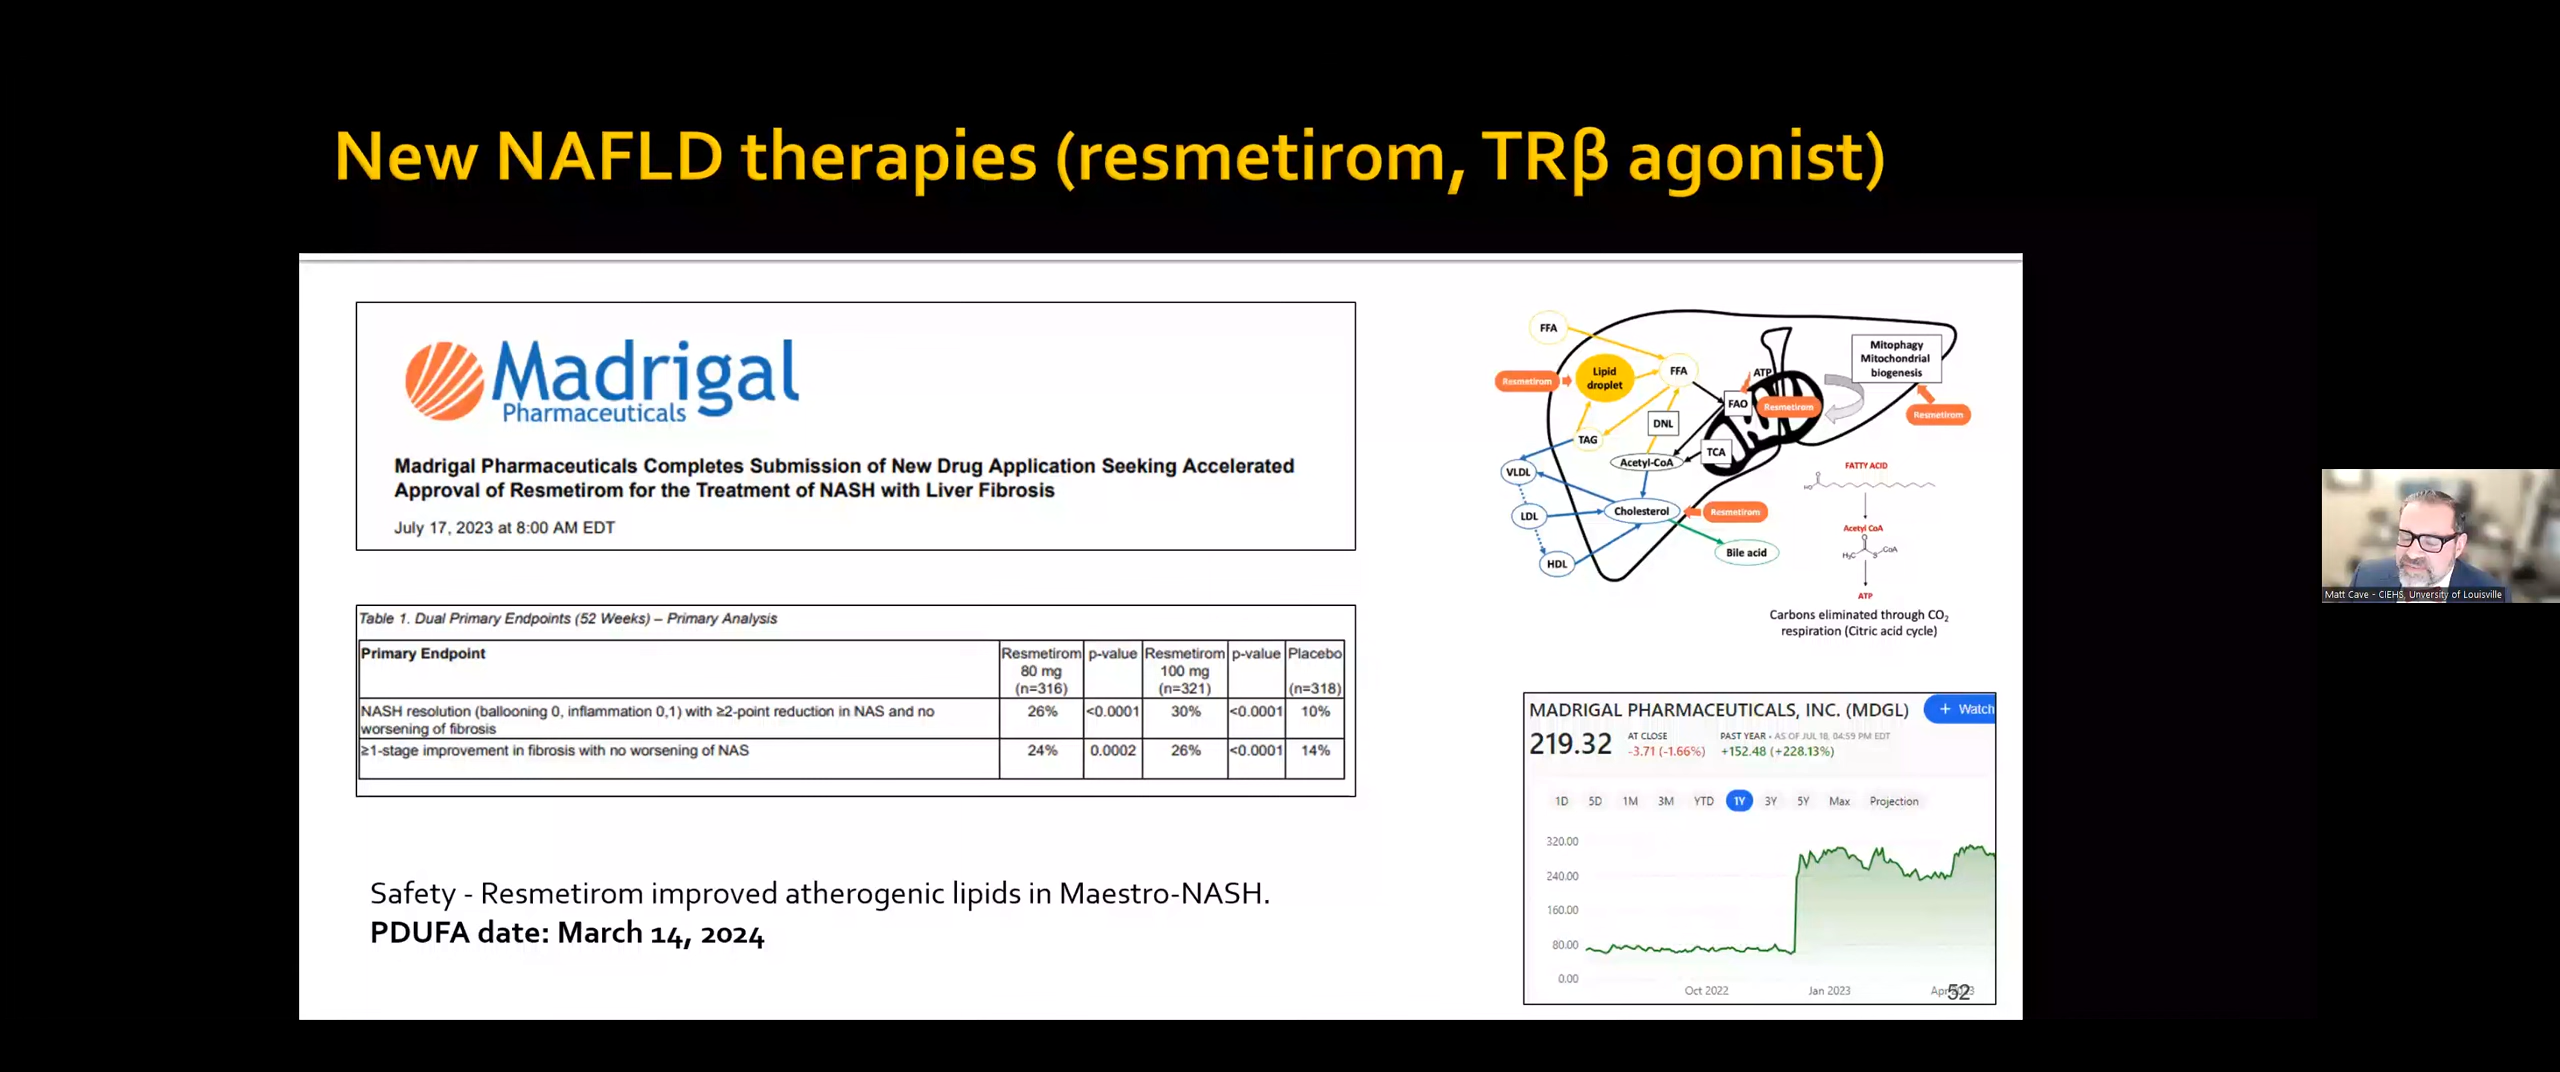 New NAFLD therapies (resmetirom, TRβ agonist)
Madrigal
Pharmaceuticals
Madrigal Pharmaceuticals Completes Submission of New Drug Application Seeking Accelerated
Approval of Resmetirom for the Treatment of NASH with Liver Fibrosis
July 17, 2023 at 8:00 AM EDT
Table 1. Dual Primary Endpoints (52 Weeks) – Primary Analysis
Primary Endpoint Resmetirom p-value Resmetirom p-value Placebo
80 mg 100 mg
(n=316) (n=321) (n=318)
NASH resolution (ballooning 0, inflammation 0,1) with ≥2-point reduction in NAS and no 26% <0.0001 30% <0.0001 10%
worsening of fibrosis
≥1-stage improvement in fibrosis with no worsening of NAS 24% 0.0002 26% <0.0001 14%
Safety - Resmetirom improved atherogenic lipids in Maestro-NASH.
PDUFA date: March 14, 2024
FFA
Mitophagy
Mitochondrial
biogenesis
Resmetirom
Lipid
droplet
FFA
ATP
FAO
Resmetirom
Resmetirom
DNL
TAG
TCA
Acetyl-CoA
VLDL
LDL
Cholesterol
Resmetirom
HDL
Bile acid
FATTY ACID
HO
O
Acetyl CoA
O
H₃C S CoA
ATP
Carbons eliminated through CO₂
respiration (Citric acid cycle)
MADRIGAL PHARMACEUTICALS, INC. (MDGL) + Watch
219.32 AT CLOSE PAST YEAR • AS OF JUL 18, 04:59 PM EDT
-3.71 (-1.66%) +152.48 (+228.13%)
1D 5D 1M 3M YTD 1Y 3Y 5Y Max Projection
320.00
240.00
160.00
80.00
0.00
Oct 2022 Jan 2023
52
Matt Cave - CIEHS, Unversity of Louisville